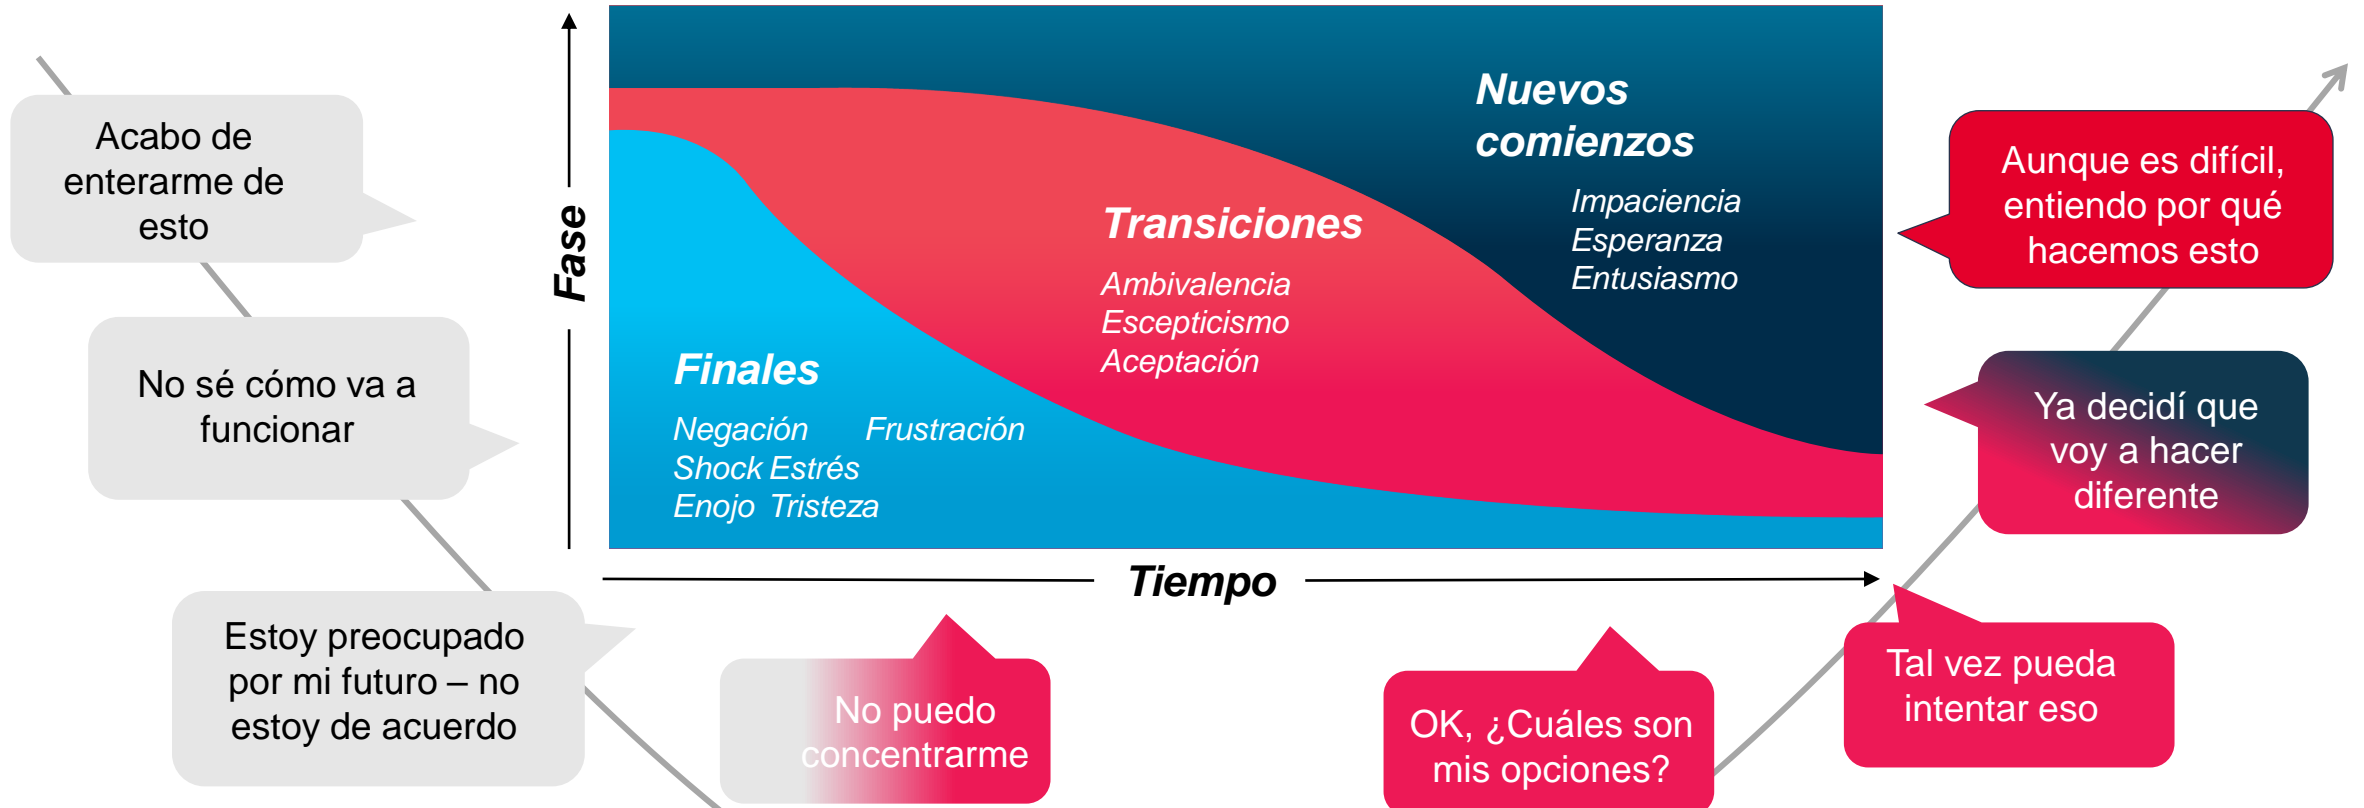 Acabo de
enterarme de
esto
No sé cómo va a
funcionar
Estoy preocupado
por mi futuro – no
estoy de acuerdo
No puedo
concentrarme
Fase
Tiempo
Finales
Negación Frustración
Shock Estrés
Enojo Tristeza
Transiciones
Ambivalencia
Escepticismo
Aceptación
Nuevos
comienzos
Impaciencia
Esperanza
Entusiasmo
OK, ¿Cuáles son
mis opciones?
Tal vez pueda
intentar eso
Ya decidí que
voy a hacer
diferente
Aunque es difícil,
entiendo por qué
hacemos esto